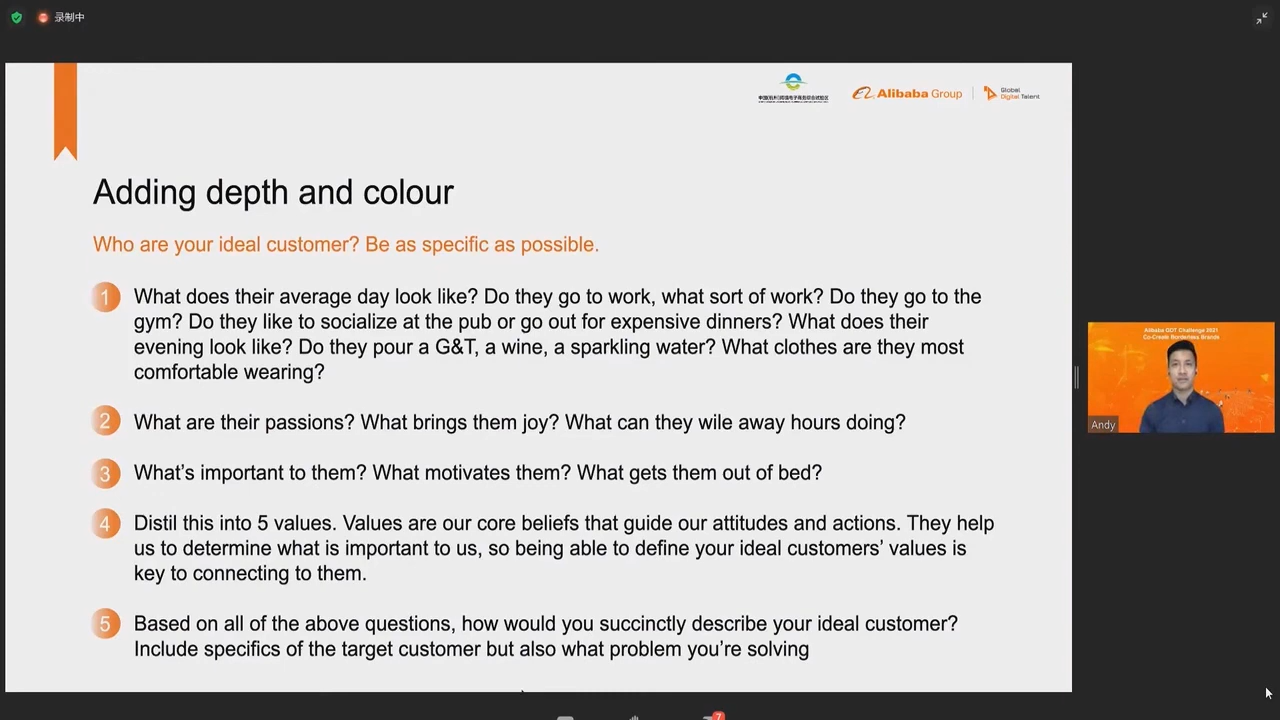 录制中
Alibaba Group
Global
Digital Talent
Adding depth and colour
Who are your ideal customer? Be as specific as possible.
1 What does their average day look like? Do they go to work, what sort of work? Do they go to the
gym? Do they like to socialize at the pub or go out for expensive dinners? What does their
evening look like? Do they pour a G&T, a wine, a sparkling water? What clothes are they most
comfortable wearing?
2 What are their passions? What brings them joy? What can they wile away hours doing?
3 What's important to them? What motivates them? What gets them out of bed?
4 Distil this into 5 values. Values are our core beliefs that guide our attitudes and actions. They help
us to determine what is important to us, so being able to define your ideal customers' values is
key to connecting to them.
5 Based on all of the above questions, how would you succinctly describe your ideal customer?
Include specifics of the target customer but also what problem you're solving
Alibaba GDT Challenge 2021
Co-Create Borderless Brands
Andy
7